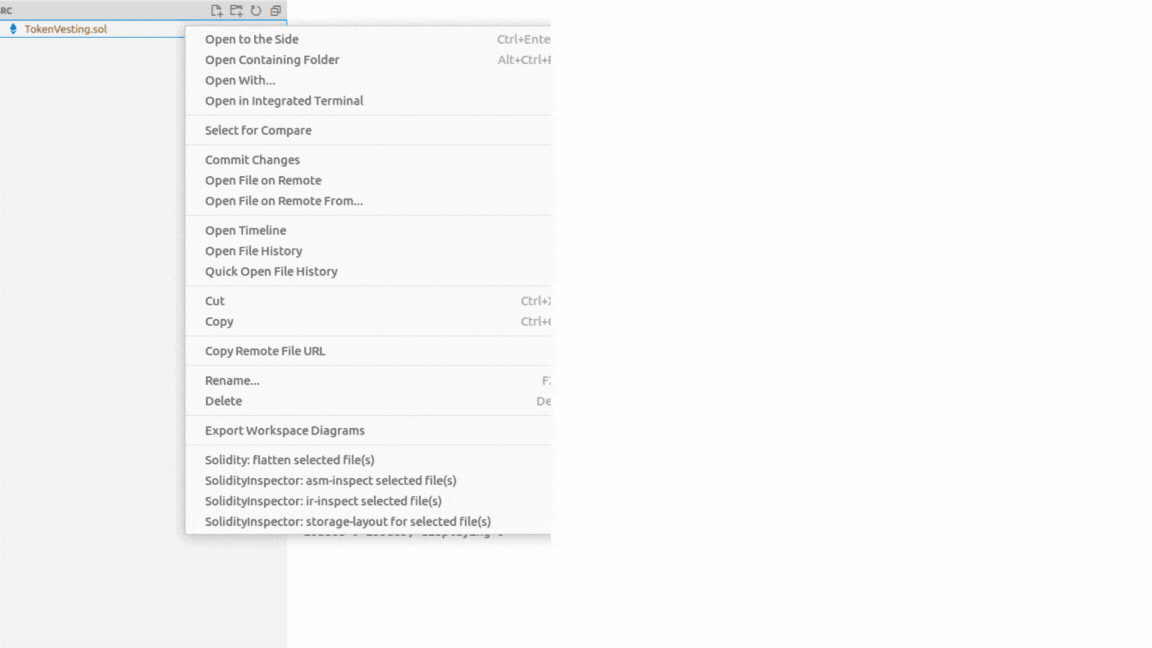 RC
TokenVesting.sol
Open to the Side Ctrl+Ente
Open Containing Folder Alt+Ctrl+
Open With...
Open in Integrated Terminal
Select for Compare
Commit Changes
Open File on Remote
Open File on Remote From...
Open Timeline
Open File History
Quick Open File History
Cut Ctrl+
Copy Ctrl+
Copy Remote File URL
Rename... F
Delete De
Export Workspace Diagrams
Solidity: flatten selected file(s)
SolidityInspector: asm-inspect selected file(s)
SolidityInspector: ir-inspect selected file(s)
SolidityInspector: storage-layout for selected file(s)